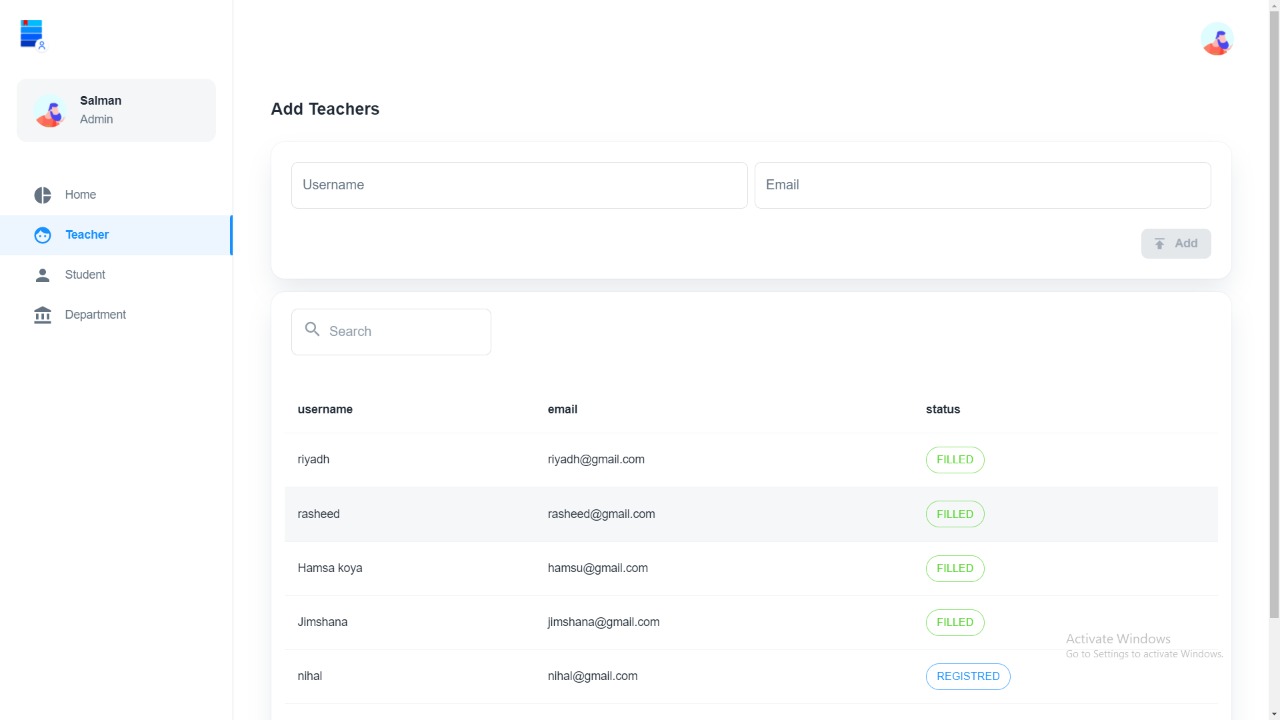 Salman
Admin
Home
Teacher
Student
Department
Add Teachers
Username
Email
Add
Search
username email status
riyadh riyadh@gmail.com FILLED
rasheed rasheed@gmail.com FILLED
Hamsa koya hamsu@gmail.com FILLED
Jimshana jimshana@gmail.com FILLED
nihal nihal@gmail.com REGISTRED
Activate Windows
Go to Settings to activate Windows.